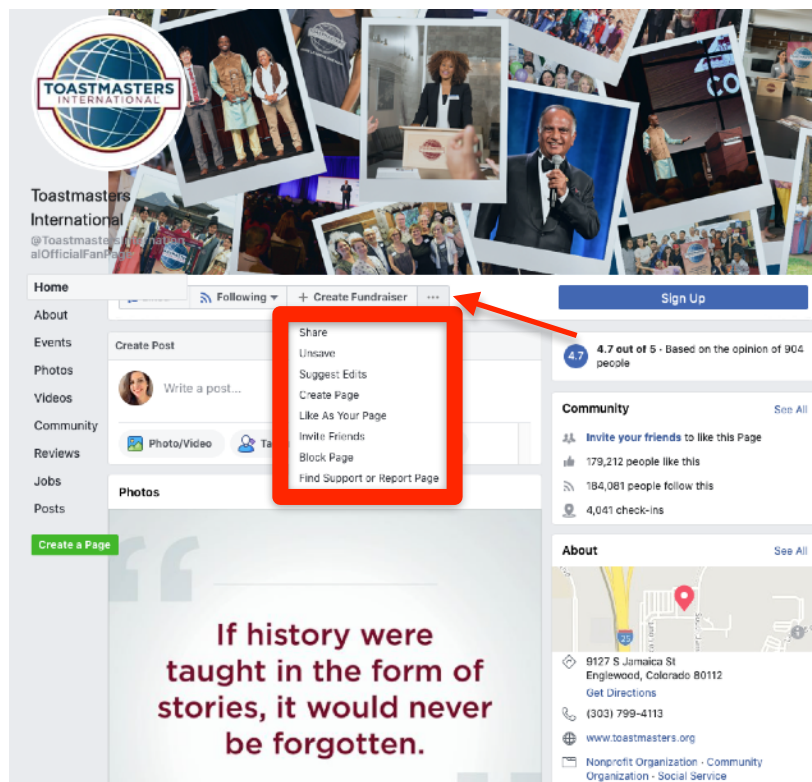 TOASTMASTERS
INTERNATIONAL
Toastmasters
International
@ToastmastersInternation
alOfficialFanPage
Home
About
Events
Photos
Videos
Community
Reviews
Jobs
Posts
Create a Page
Following
+ Create Fundraiser
...
Share
Unsave
Suggest Edits
Create Page
Like As Your Page
Invite Friends
Block Page
Find Support or Report Page
Create Post
Write a post...
Photo/Video
Photos
If history were
taught in the form of
stories, it would never
be forgotten.
Sign Up
4.7
4.7 out of 5 · Based on the opinion of 904
people
Community
See All
Invite your friends to like this Page
179,212 people like this
184,081 people follow this
4,041 check-ins
About
See All
25
9127 S Jamaica St
Englewood, Colorado 80112
Get Directions
(303) 799-4113
www.toastmasters.org
Nonprofit Organization · Community
Organization · Social Service